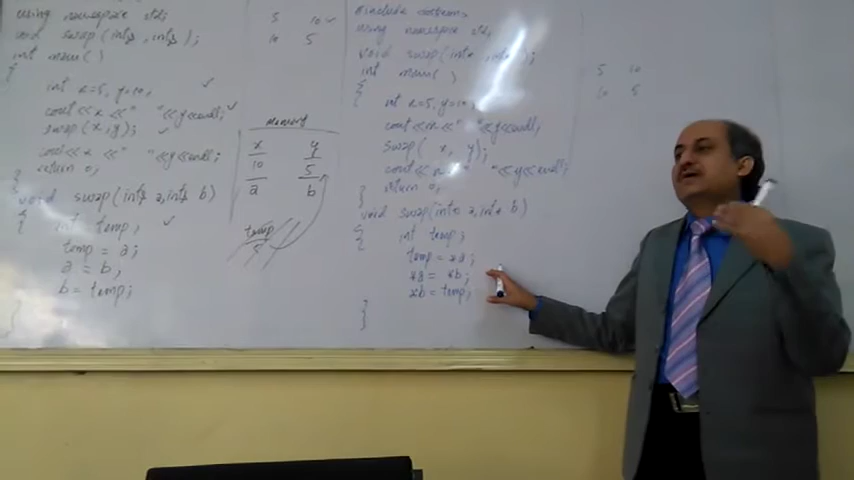 using namespace std;
void swap(int&, int&);
int main()
{
int x=5, y=10;
cout<<x<<" "<<y<<endl;
swap(x,y);
cout<<x<<" "<<y<<endl;
return 0;
}
void swap(int& a, int& b)
{
int temp;
temp = a;
a = b;
b = temp;
}
5 10
10 5
memory
x y
10 5
a b
temp
5
#include <iostream>
using namespace std;
void swap(int*, int*);
int main()
{
int x=5, y=10;
cout<<x<<" "<<y<<endl;
swap( x, y);
cout<<x<<" "<<y<<endl;
return 0;
}
void swap(int* a, int* b)
{
int temp;
temp = *a;
*a = *b;
*b = temp;
}
5 10
10 5